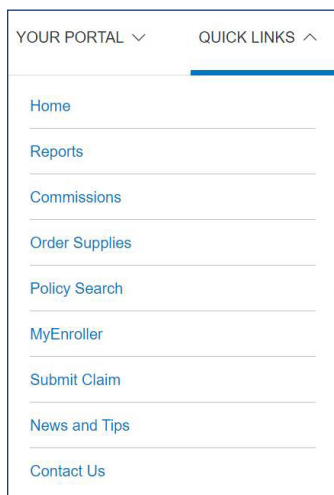 YOUR PORTAL QUICK LINKS
Home
Reports
Commissions
Order Supplies
Policy Search
MyEnroller
Submit Claim
News and Tips
Contact Us